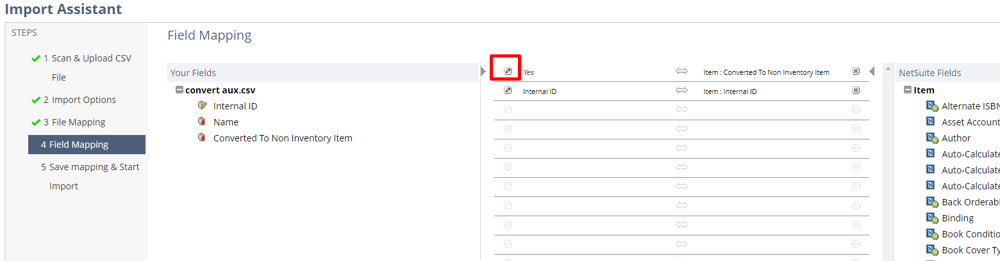 Import Assistant
STEPS
1 Scan & Upload CSV
File
2 Import Options
3 File Mapping
4 Field Mapping
5 Save mapping & Start
Import
Field Mapping
Your Fields
convert aux.csv
Internal ID
Name
Converted To Non Inventory Item
Yes
Item : Converted To Non Inventory Item
Internal ID
Item : Internal ID
NetSuite Fields
Item
Alternate ISBN
Asset Account
Author
Auto-Calculate
Auto-Calculate
Auto-Calculate
Back Orderabl
Binding
Book Conditio
Book Cover Ty